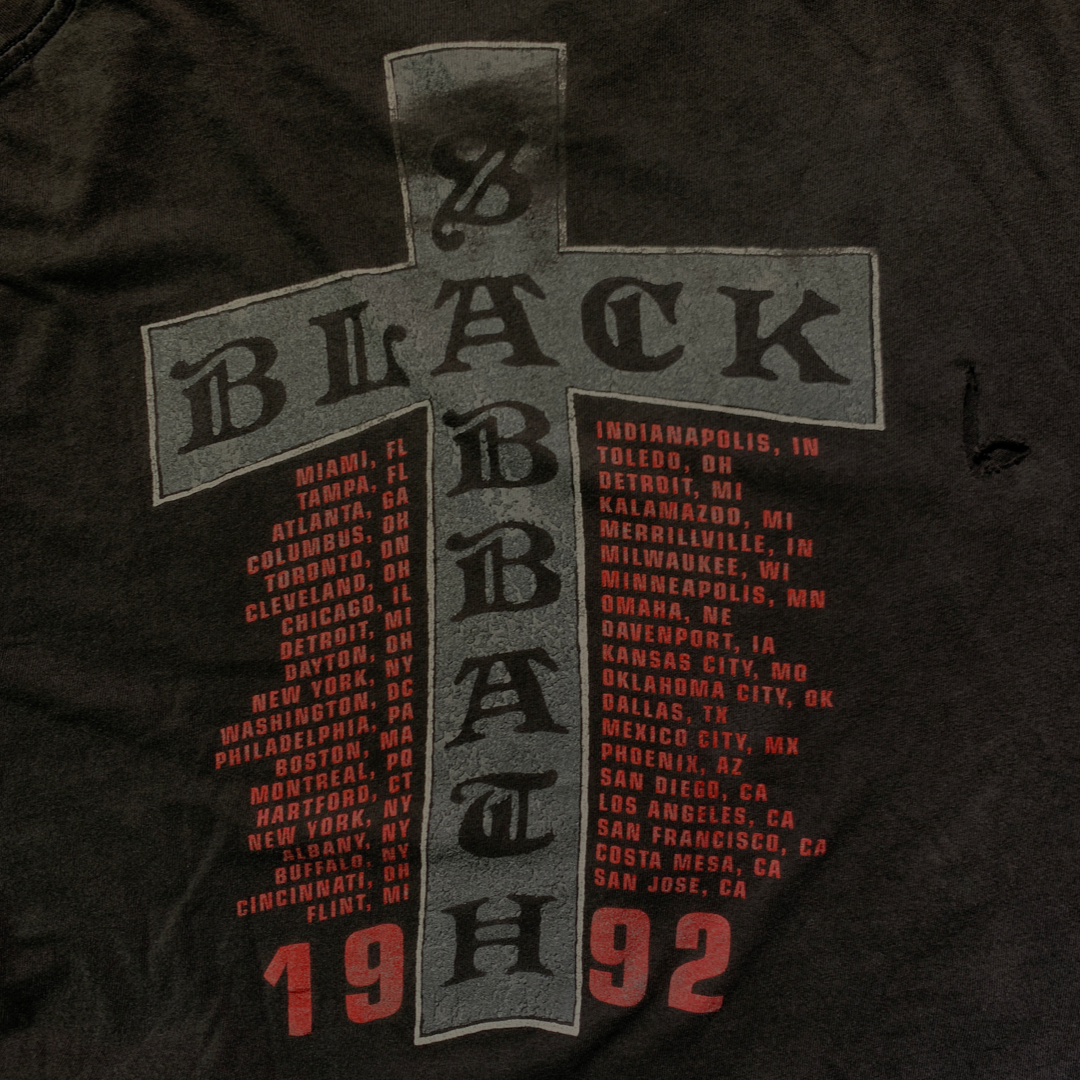 BLACK
SABBATH
MIAMI, FL
TAMPA, FL
ATLANTA, GA
COLUMBUS, OH
TORONTO, ON
CLEVELAND, OH
CHICAGO, IL
DETROIT, MI
DAYTON, OH
NEW YORK, NY
WASHINGTON, DC
PHILADELPHIA, PA
BOSTON, MA
MONTREAL, PQ
HARTFORD, CT
NEW YORK, NY
ALBANY, NY
BUFFALO, NY
CINCINNATI, OH
FLINT, MI
INDIANAPOLIS, IN
TOLEDO, OH
DETROIT, MI
KALAMAZOO, MI
MERRILLVILLE, IN
MILWAUKEE, WI
MINNEAPOLIS, MN
OMAHA, NE
DAVENPORT, IA
KANSAS CITY, MO
OKLAHOMA CITY, OK
DALLAS, TX
MEXICO CITY, MX
PHOENIX, AZ
SAN DIEGO, CA
LOS ANGELES, CA
SAN FRANCISCO, CA
COSTA MESA, CA
SAN JOSE, CA
1992